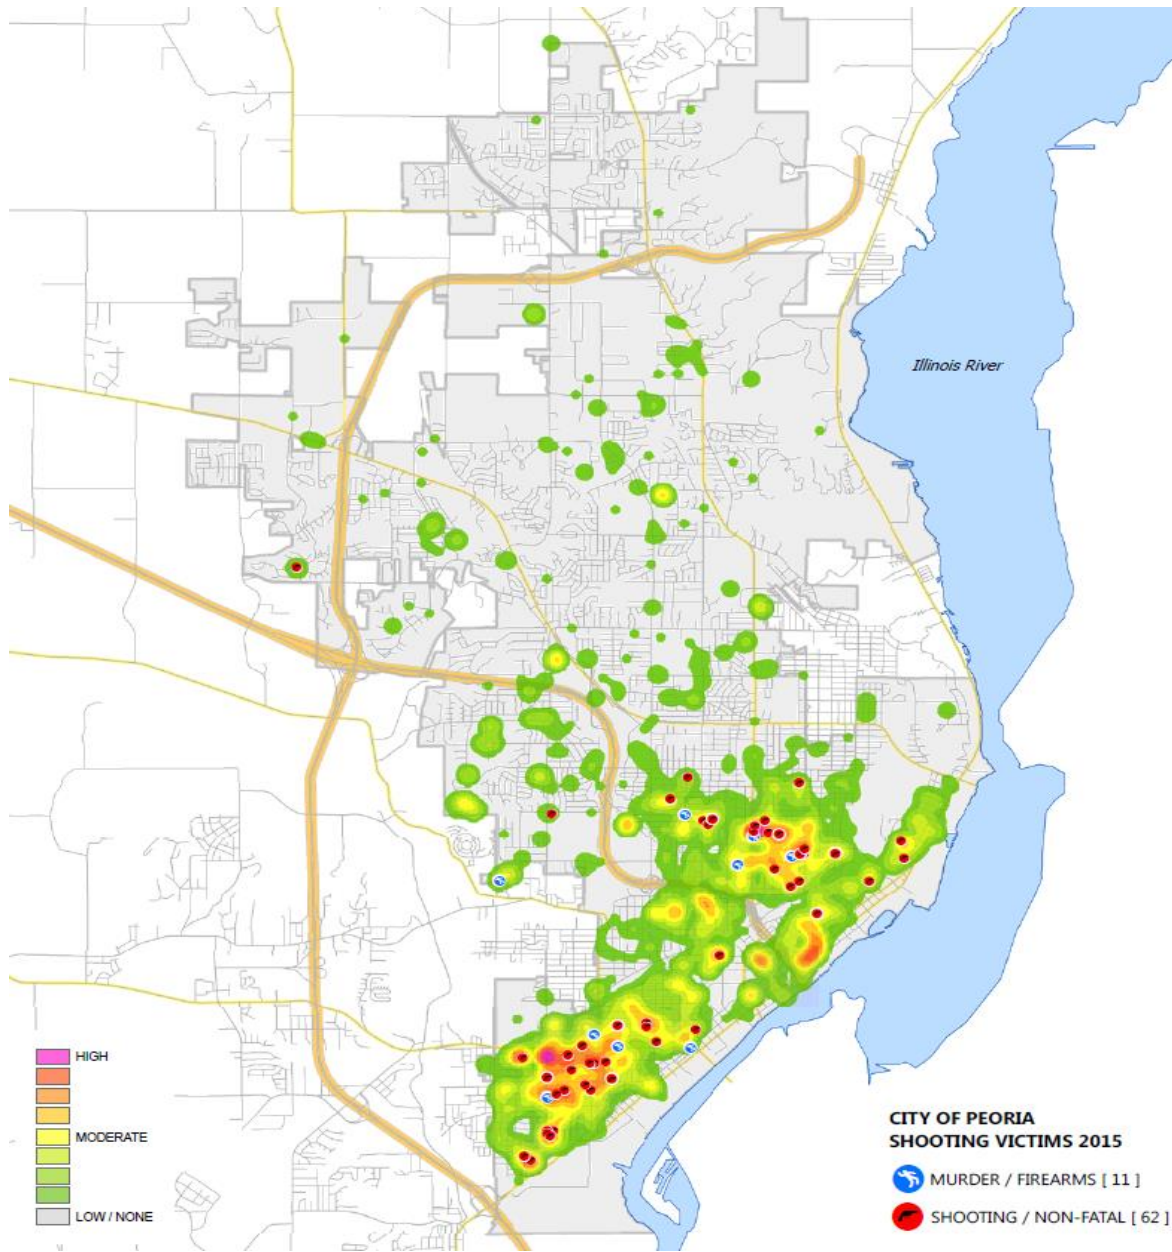 Illinois River
HIGH
MODERATE
LOW / NONE
CITY OF PEORIA
SHOOTING VICTIMS 2015
MURDER / FIREARMS [ 11 ]
SHOOTING / NON-FATAL [ 62 ]